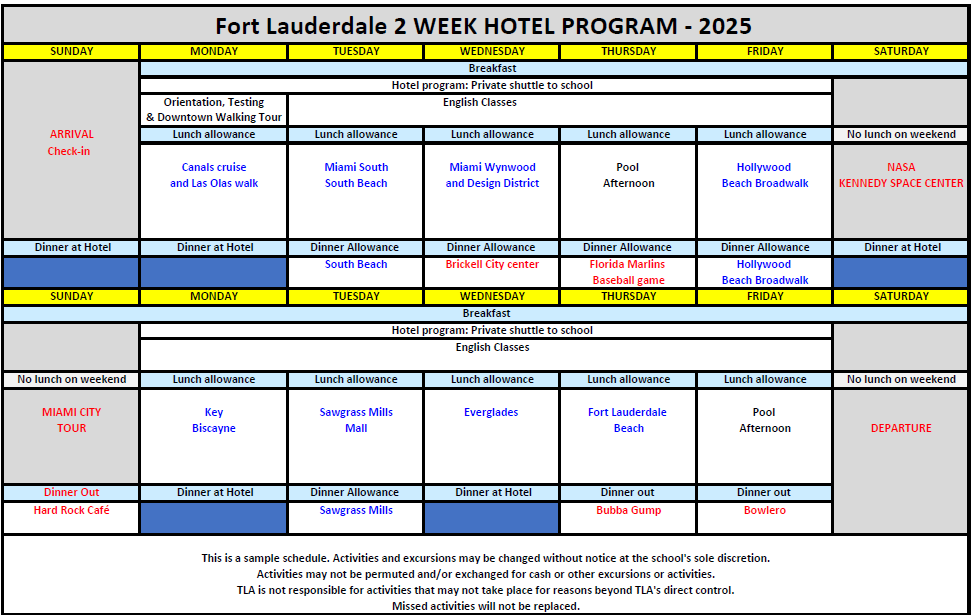 Fort Lauderdale 2 WEEK HOTEL PROGRAM - 2025
SUNDAY MONDAY TUESDAY WEDNESDAY THURSDAY FRIDAY SATURDAY
Breakfast
Hotel program: Private shuttle to school
Orientation, Testing
& Downtown Walking Tour
English Classes
ARRIVAL
Check-in
Lunch allowance Lunch allowance Lunch allowance Lunch allowance Lunch allowance No lunch on weekend
Canals cruise
and Las Olas walk
Miami South
South Beach
Miami Wynwood
and Design District
Pool
Afternoon
Hollywood
Beach Broadwalk
NASA
KENNEDY SPACE CENTER
Dinner at Hotel Dinner at Hotel Dinner Allowance Dinner Allowance Dinner Allowance Dinner Allowance Dinner at Hotel
South Beach
Brickell City center
Florida Marlins
Baseball game
Hollywood
Beach Broadwalk
SUNDAY MONDAY TUESDAY WEDNESDAY THURSDAY FRIDAY SATURDAY
Breakfast
Hotel program: Private shuttle to school
English Classes
No lunch on weekend Lunch allowance Lunch allowance Lunch allowance Lunch allowance Lunch allowance No lunch on weekend
MIAMI CITY
TOUR
Key
Biscayne
Sawgrass Mills
Mall
Everglades
Fort Lauderdale
Beach
Pool
Afternoon
DEPARTURE
Dinner Out Dinner at Hotel Dinner Allowance Dinner at Hotel Dinner out Dinner out
Hard Rock Café Sawgrass Mills Bubba Gump Bowlero
This is a sample schedule. Activities and excursions may be changed without notice at the school's sole discretion.
Activities may not be permuted and/or exchanged for cash or other excursions or activities.
TLA is not responsible for activities that may not take place for reasons beyond TLA's direct control.
Missed activities will not be replaced.